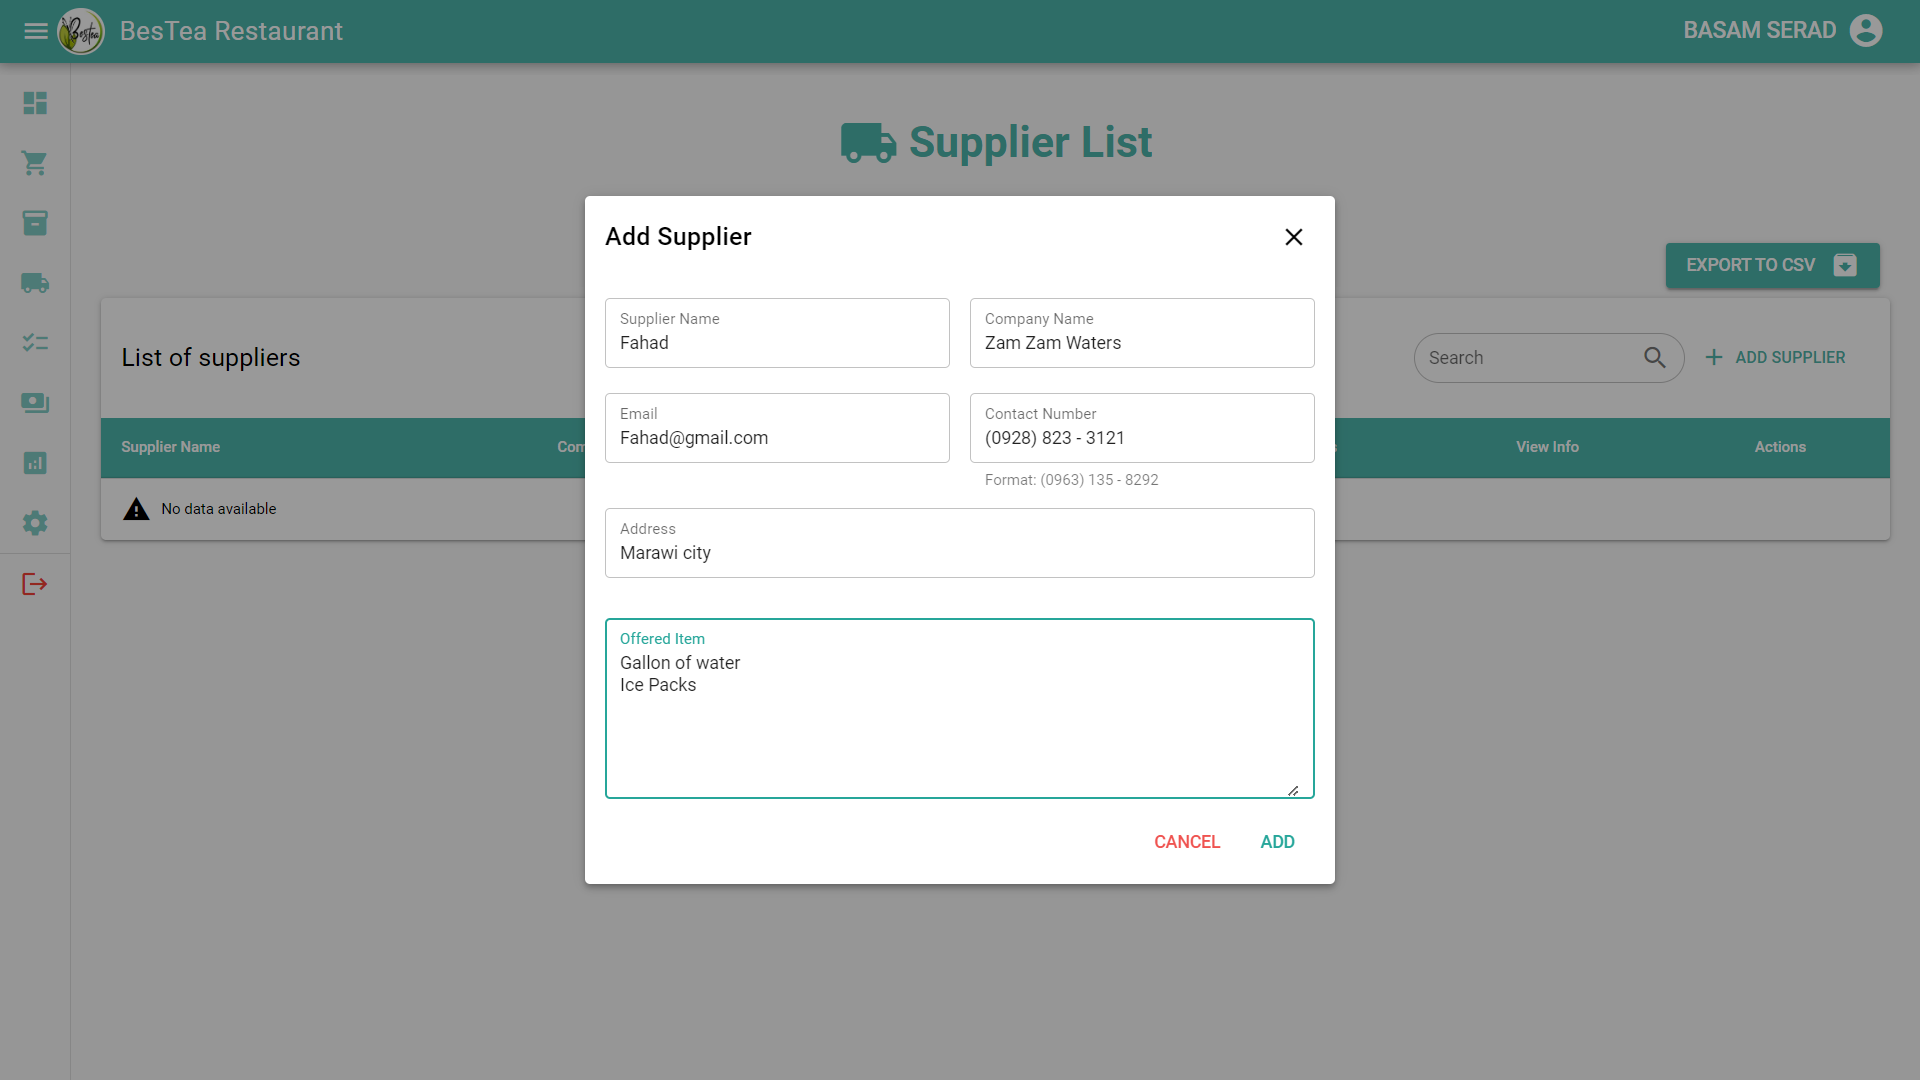 Bestea
BesTea Restaurant
BASAM SERAD
Supplier List
EXPORT TO CSV
List of suppliers
Search
ADD SUPPLIER
Supplier Name
Com
s
View Info
Actions
No data available
Add Supplier
Supplier Name
Fahad
Company Name
Zam Zam Waters
Email
Fahad@gmail.com
Contact Number
(0928) 823 - 3121
Format: (0963) 135 - 8292
Address
Marawi city
Offered Item
Gallon of water
Ice Packs
CANCEL
ADD